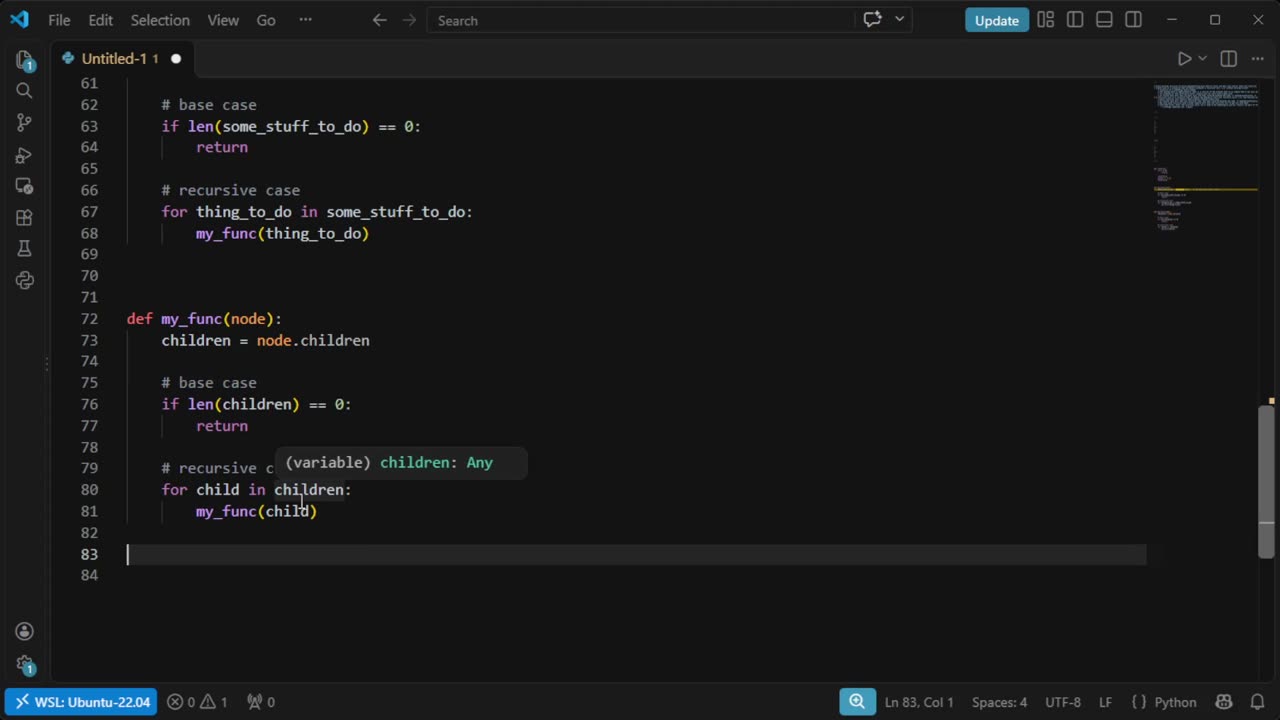 File Edit Selection View Go ··· Search Update
1 Untitled-1 1
61
62 # base case
63 if len(some_stuff_to_do) == 0:
64 return
65
66 # recursive case
67 for thing_to_do in some_stuff_to_do:
68 my_func(thing_to_do)
69
70
71
72 def my_func(node):
73 children = node.children
74
75 # base case
76 if len(children) == 0:
77 return
78
(variable) children: Any
79 # recursive c
80 for child in children:
81 my_func(child)
82
83
84
1
WSL: Ubuntu-22.04 0 1 0 Ln 83, Col 1 Spaces: 4 UTF-8 LF {} Python